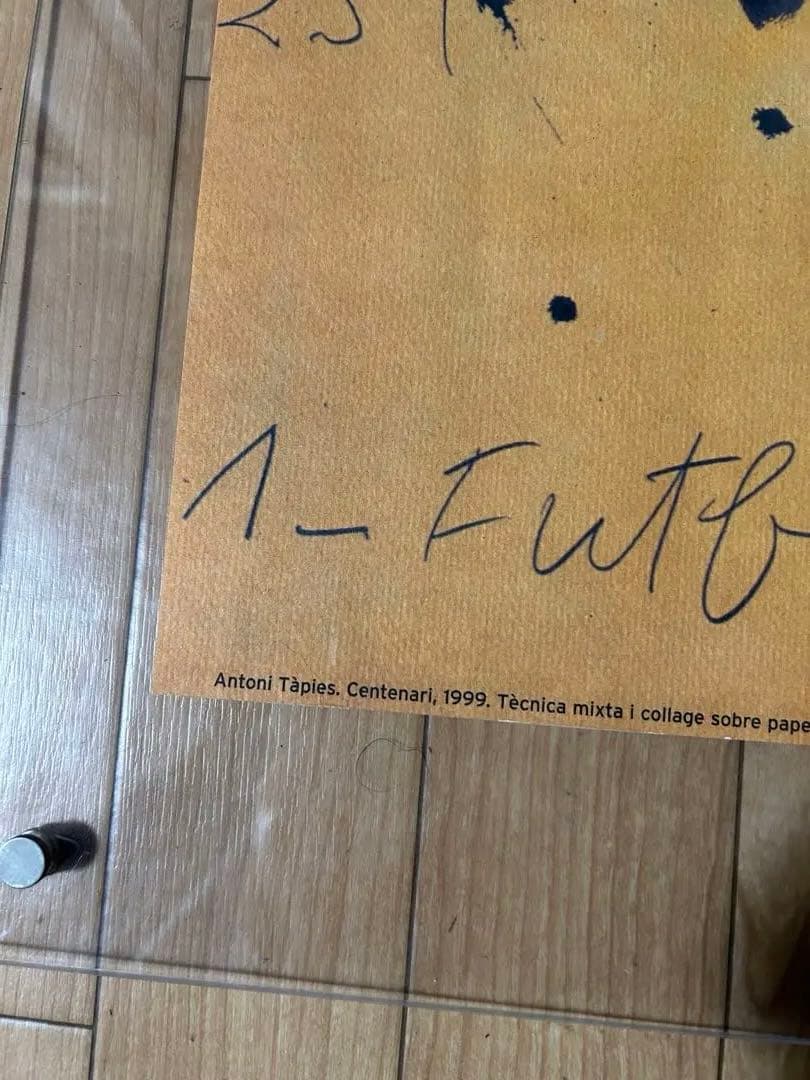 1 - Futb
Antoni Tàpies. Centenari, 1999. Tècnica mixta i collage sobre pape